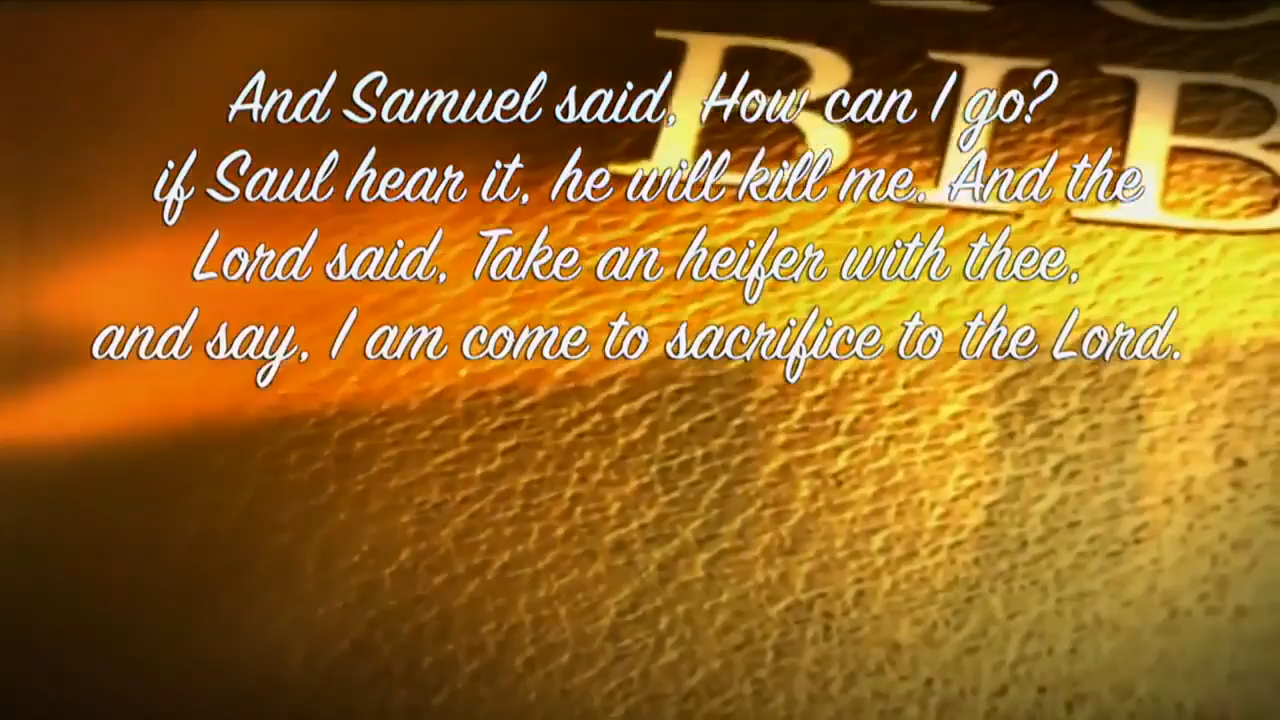 BIB
And Samuel said, How can I go?
if Saul hear it, he will kill me. And the
Lord said, Take an heifer with thee,
and say, I am come to sacrifice to the Lord.